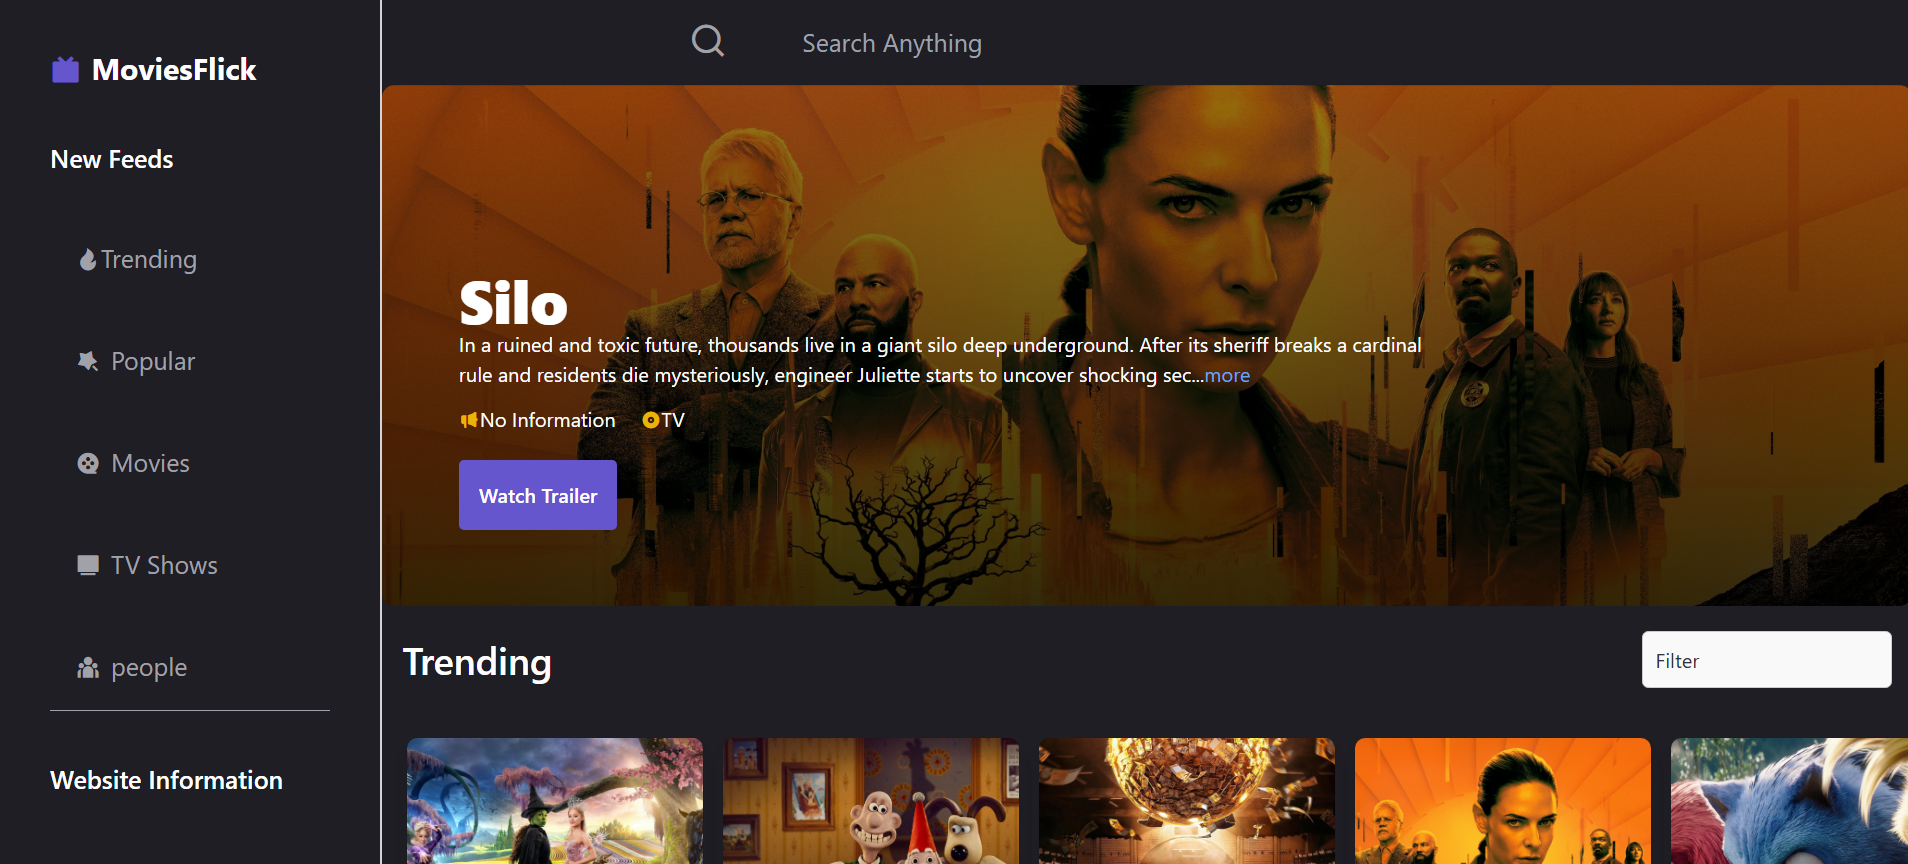 MoviesFlick
New Feeds
Trending
Popular
Movies
TV Shows
people
Website Information
Search Anything
Silo
In a ruined and toxic future, thousands live in a giant silo deep underground. After its sheriff breaks a cardinal
rule and residents die mysteriously, engineer Juliette starts to uncover shocking sec...more
No Information TV
Watch Trailer
Trending
Filter